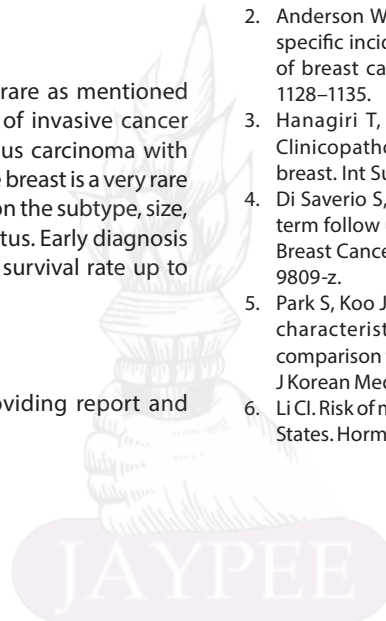 rare as mentioned
of invasive cancer
us carcinoma with
breast is a very rare
on the subtype, size,
tus. Early diagnosis
survival rate up to
oviding report and
2. Anderson W
specific incid
of breast ca
1128–1135.
3. Hanagiri T,
Clinicopatho
breast. Int Su
4. Di Saverio S,
term follow
Breast Cance
9809-z.
5. Park S, Koo J
characterist
comparison
J Korean Med
6. Li CI. Risk of m
States. Horm
JAYPEE